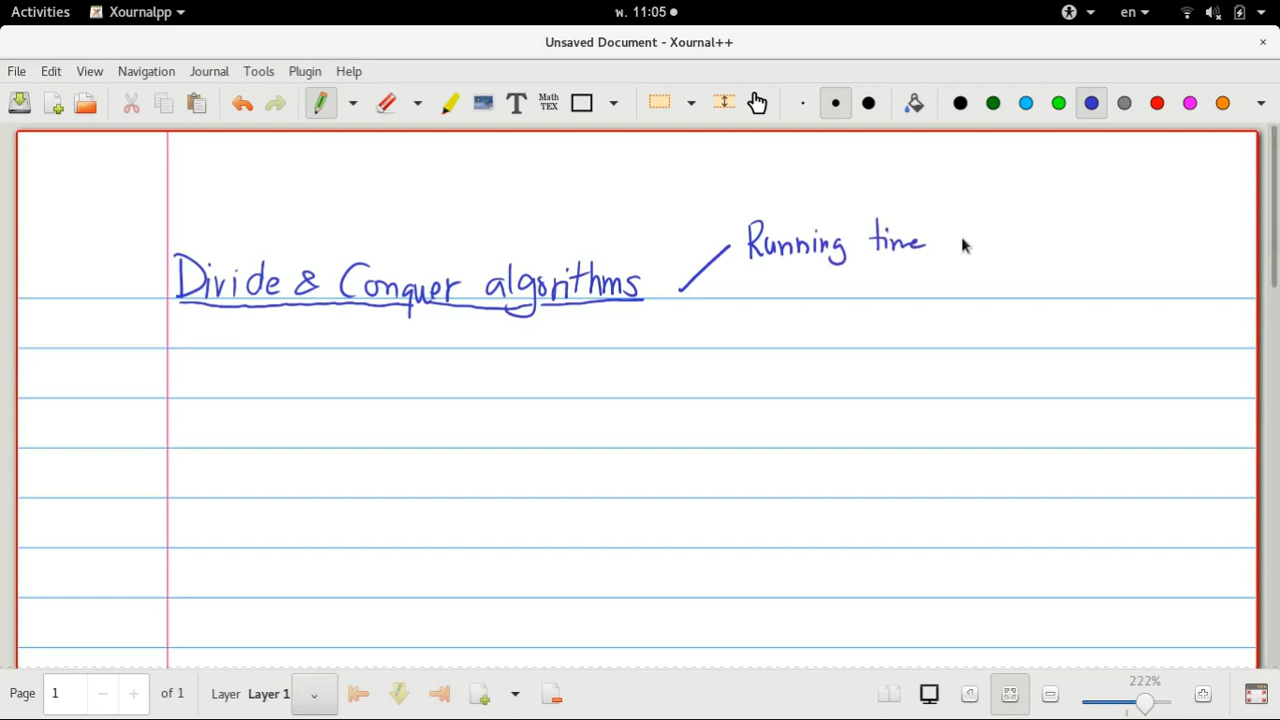 Activities Xournalpp พ. 11:05 en
Unsaved Document - Xournal++ ×
File Edit View Navigation Journal Tools Plugin Help
Math TEX
Running time
Divide & Conquer algorithms
Page 1 of 1 Layer Layer 1 222%